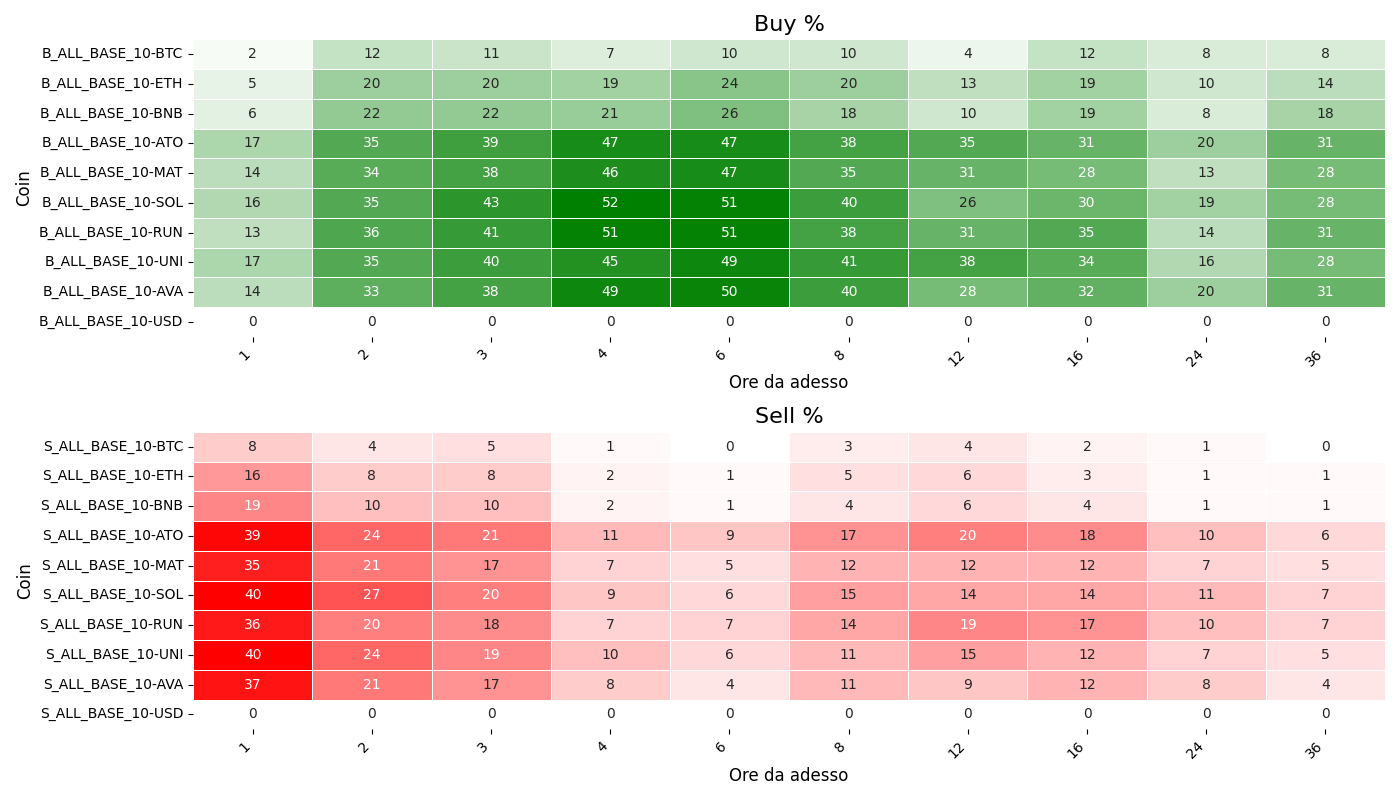 Buy %
Coin
B_ALL_BASE_10-BTC 2 12 11 7 10 10 4 12 8 8
B_ALL_BASE_10-ETH 5 20 20 19 24 20 13 19 10 14
B_ALL_BASE_10-BNB 6 22 22 21 26 18 10 19 8 18
B_ALL_BASE_10-ATO 17 35 39 47 47 38 35 31 20 31
B_ALL_BASE_10-MAT 14 34 38 46 47 35 31 28 13 28
B_ALL_BASE_10-SOL 16 35 43 52 51 40 26 30 19 28
B_ALL_BASE_10-RUN 13 36 41 51 51 38 31 35 14 31
B_ALL_BASE_10-UNI 17 35 40 45 49 41 38 34 16 28
B_ALL_BASE_10-AVA 14 33 38 49 50 40 28 32 20 31
B_ALL_BASE_10-USD 0 0 0 0 0 0 0 0 0 0
1 2 3 4 6 8 12 16 24 36
Ore da adesso
Sell %
Coin
S_ALL_BASE_10-BTC 8 4 5 1 0 3 4 2 1 0
S_ALL_BASE_10-ETH 16 8 8 2 1 5 6 3 1 1
S_ALL_BASE_10-BNB 19 10 10 2 1 4 6 4 1 1
S_ALL_BASE_10-ATO 39 24 21 11 9 17 20 18 10 6
S_ALL_BASE_10-MAT 35 21 17 7 5 12 12 12 7 5
S_ALL_BASE_10-SOL 40 27 20 9 6 15 14 14 11 7
S_ALL_BASE_10-RUN 36 20 18 7 7 14 19 17 10 7
S_ALL_BASE_10-UNI 40 24 19 10 6 11 15 12 7 5
S_ALL_BASE_10-AVA 37 21 17 8 4 11 9 12 8 4
S_ALL_BASE_10-USD 0 0 0 0 0 0 0 0 0 0
1 2 3 4 6 8 12 16 24 36
Ore da adesso